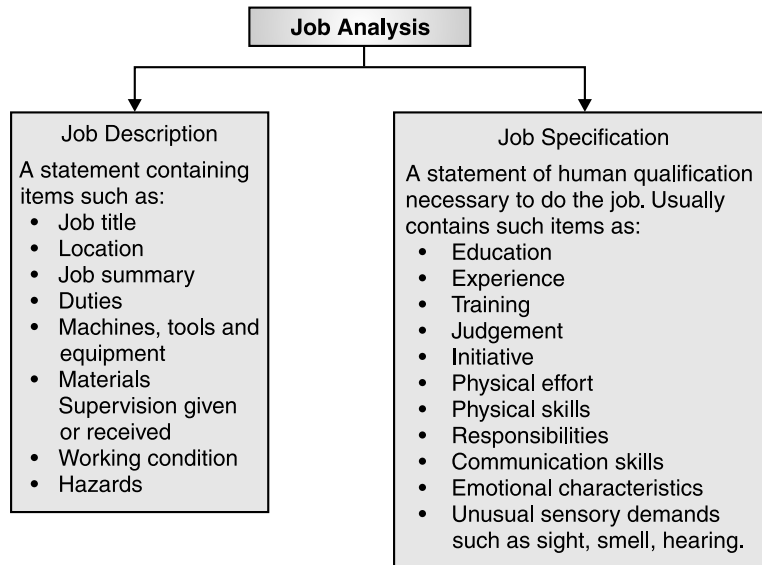 Job Analysis
Job Description
A statement containing
items such as:
• Job title
• Location
• Job summary
• Duties
• Machines, tools and
equipment
• Materials
Supervision given
or received
• Working condition
• Hazards
Job Specification
A statement of human qualification
necessary to do the job. Usually
contains such items as:
• Education
• Experience
• Training
• Judgement
• Initiative
• Physical effort
• Physical skills
• Responsibilities
• Communication skills
• Emotional characteristics
• Unusual sensory demands
such as sight, smell, hearing.